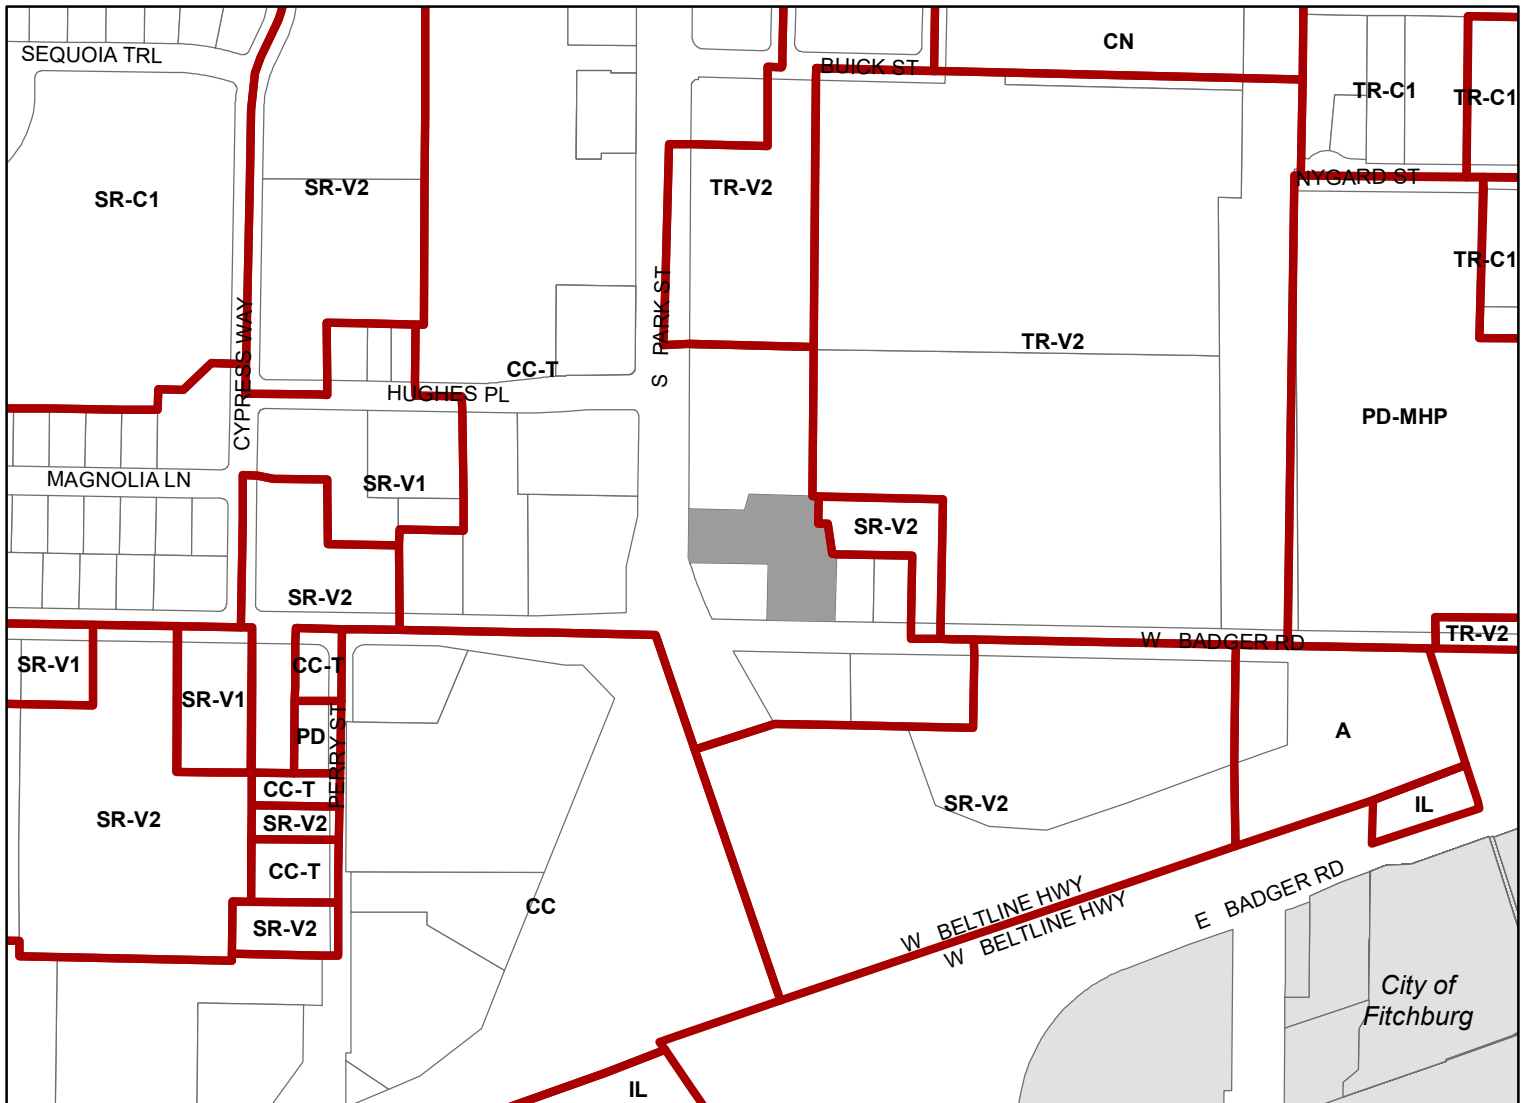 SEQUOIA TRL
CN
BUICK ST
TR-C1
TR-C1
SR-V2
TR-V2
NYGARD ST
SR-C1
TR-C1
S PARK ST
CYPRESS WAY
TR-V2
CC-T
HUGHES PL
PD-MHP
MAGNOLIA LN
SR-V1
SR-V2
SR-V2
TR-V2
W BADGER RD
SR-V1
CC-T
SR-V1
PD
PERRY ST
A
CC-T
SR-V2
IL
SR-V2
SR-V2
CC-T
CC
W BELTLINE HWY
W BELTLINE HWY
E BADGER RD
SR-V2
City of
Fitchburg
IL